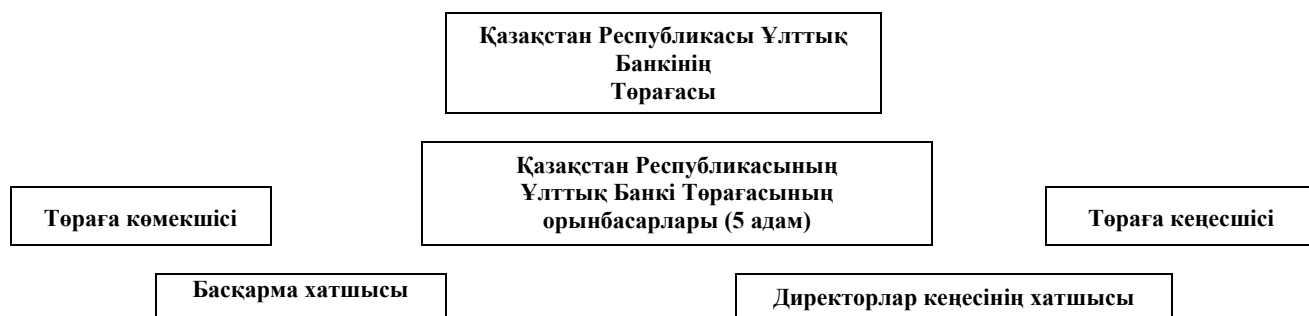 Қазақстан Республикасы Ұлттық
Банкінің
Төрағасы
Қазақстан Республикасының
Ұлттық Банкі Төрағасының
орынбасарлары (5 адам)
Төраға көмекшісі
Төраға кеңесшісі
Басқарма хатшысы
Директорлар кеңесінің хатшысы